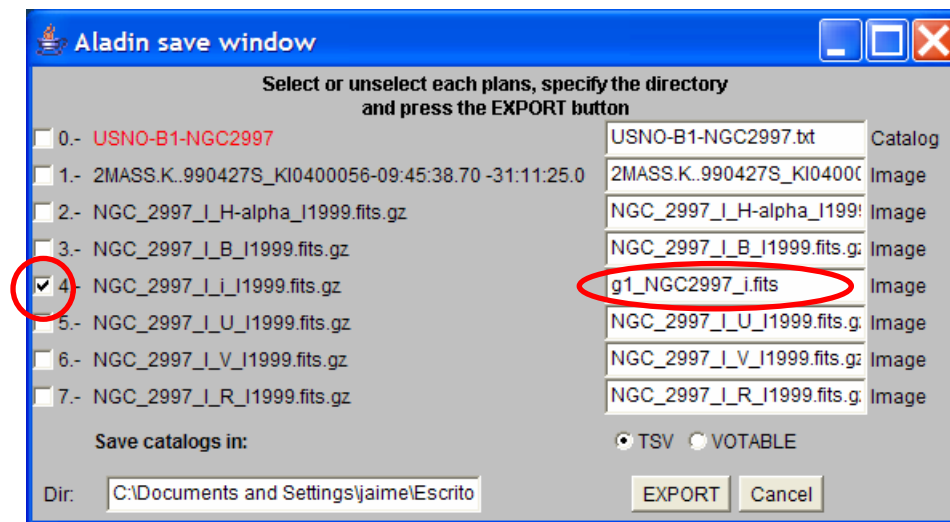 Aladin save window
Select or unselect each plans, specify the directory
and press the EXPORT button
0.- USNO-B1-NGC2997 USNO-B1-NGC2997.txt Catalog
1.- 2MASS.K..990427S_KI0400056-09:45:38.70 -31:11:25.0 2MASS.K..990427S_KI0400( Image
2.- NGC_2997_I_H-alpha_I1999.fits.gz NGC_2997_I_H-alpha_I199! Image
3.- NGC_2997_I_B_I1999.fits.gz NGC_2997_I_B_I1999.fits.gz Image
4.- NGC_2997_I_i_I1999.fits.gz g1_NGC2997_i.fits Image
5.- NGC_2997_I_U_I1999.fits.gz NGC_2997_I_U_I1999.fits.g Image
6.- NGC_2997_I_V_I1999.fits.gz NGC_2997_I_V_I1999.fits.gz Image
7.- NGC_2997_I_R_I1999.fits.gz NGC_2997_I_R_I1999.fits.g Image
Save catalogs in: TSV VOTABLE
Dir: C:\Documents and Settings\jaime\Escrito EXPORT Cancel